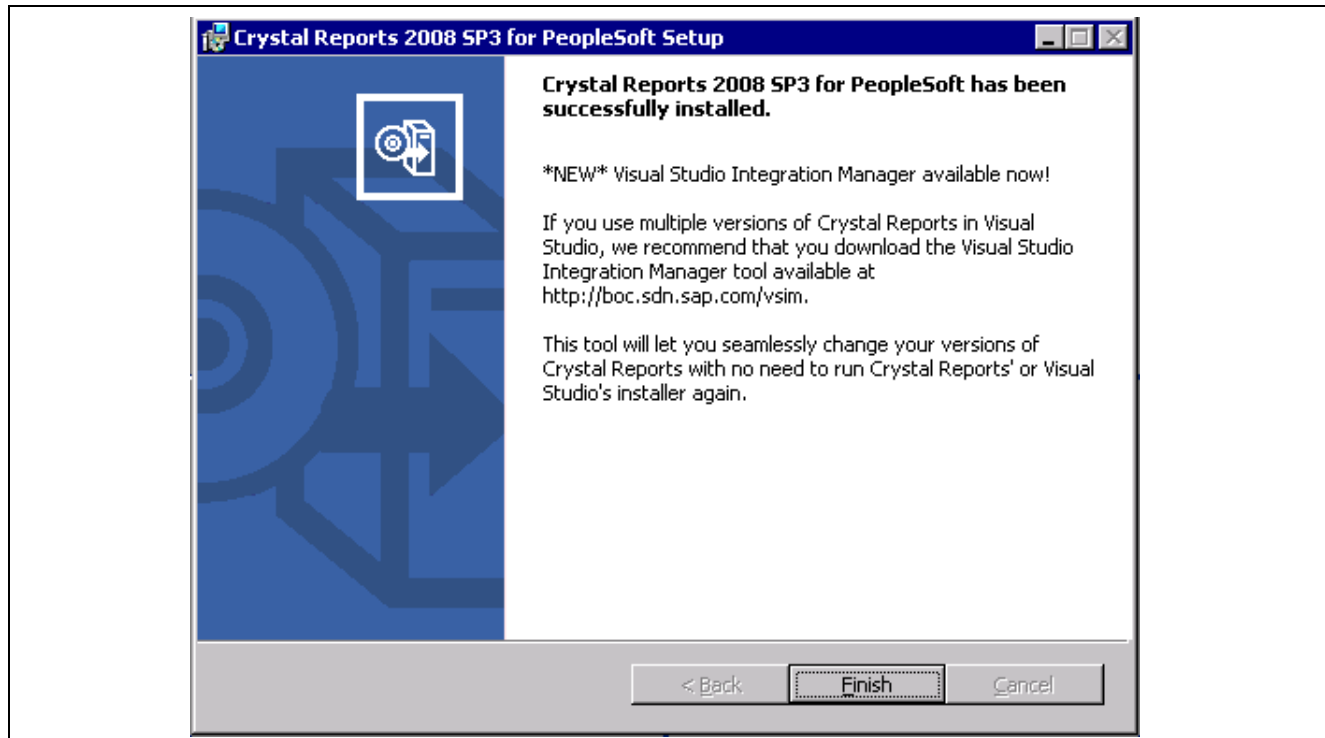 Crystal Reports 2008 SP3 for PeopleSoft Setup
Crystal Reports 2008 SP3 for PeopleSoft has been
successfully installed.
*NEW* Visual Studio Integration Manager available now!
If you use multiple versions of Crystal Reports in Visual
Studio, we recommend that you download the Visual Studio
Integration Manager tool available at
http://boc.sdn.sap.com/vsim.
This tool will let you seamlessly change your versions of
Crystal Reports with no need to run Crystal Reports' or Visual
Studio's installer again.
< Back Finish Cancel